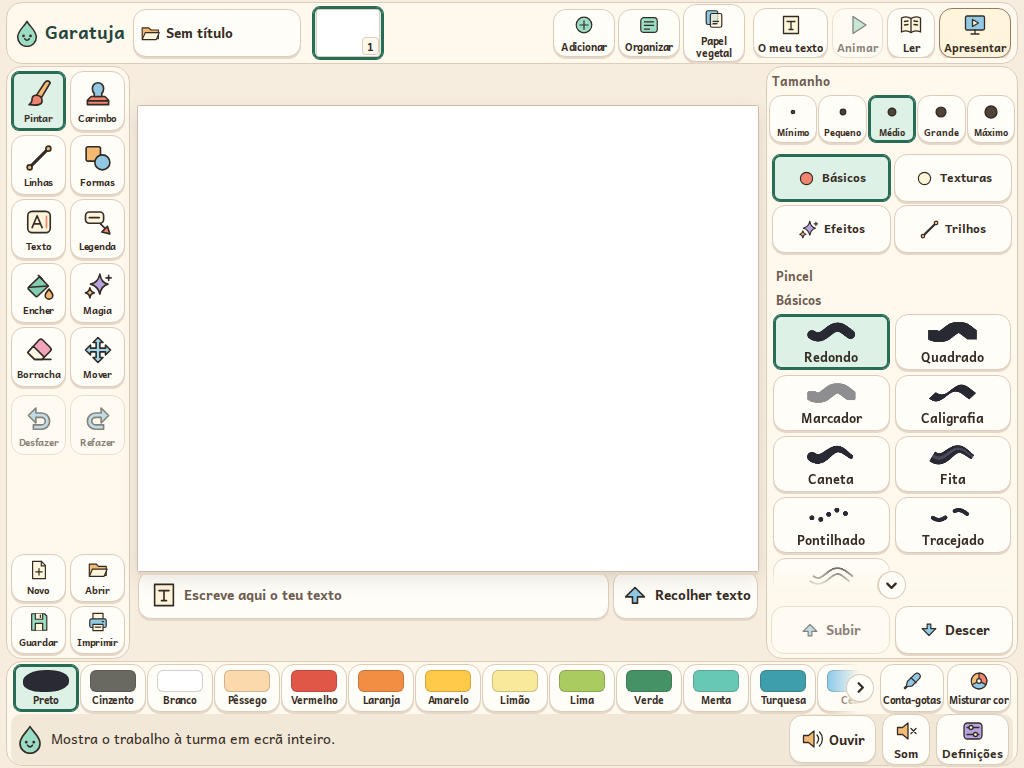 Garatuja
Sem título
1
Adicionar
Organizar
Papel
vegetal
O meu texto
Animar
Ler
Apresentar
Pintar
Carimbo
Linhas
Formas
Texto
Legenda
Encher
Magia
Borracha
Mover
Desfazer
Refazer
Novo
Abrir
Guardar
Imprimir
Escreve aqui o teu texto
Recolher texto
Tamanho
Mínimo
Pequeno
Médio
Grande
Máximo
Básicos
Texturas
Efeitos
Trilhos
Pincel
Básicos
Redondo
Quadrado
Marcador
Caligrafia
Caneta
Fita
Pontilhado
Tracejado
Subir
Descer
Preto
Cinzento
Branco
Pêssego
Vermelho
Laranja
Amarelo
Limão
Lima
Verde
Menta
Turquesa
Conta-gotas
Misturar cor
Mostra o trabalho à turma em ecrã inteiro.
Ouvir
Som
Definições